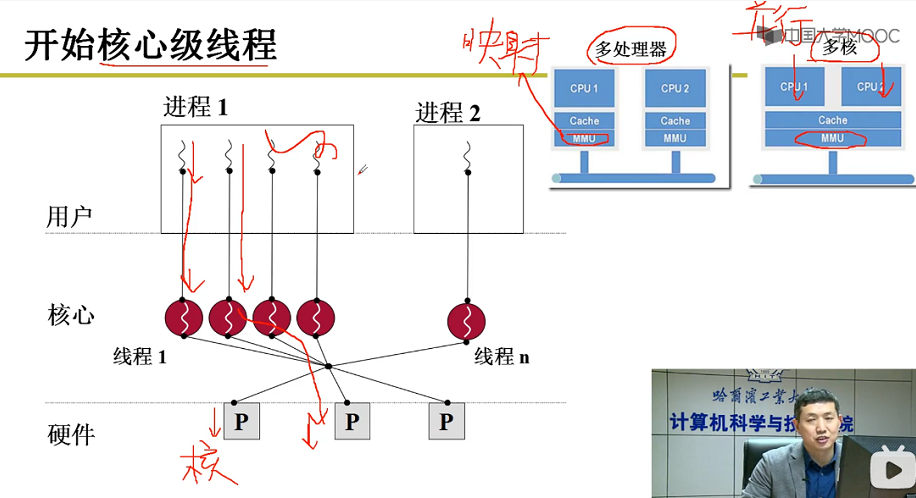 开始核心级线程
映射
多处理器
并行
中国大学MOOC
多核
CPU 1
CPU 2
CPU 1
CPU 2
Cache
Cache
Cache
MMU
MMU
MMU
进程 1
进程 2
用户
核心
线程 1
线程 n
硬件
P
P
P
核
哈尔滨工业大学
计算机科学与技
院